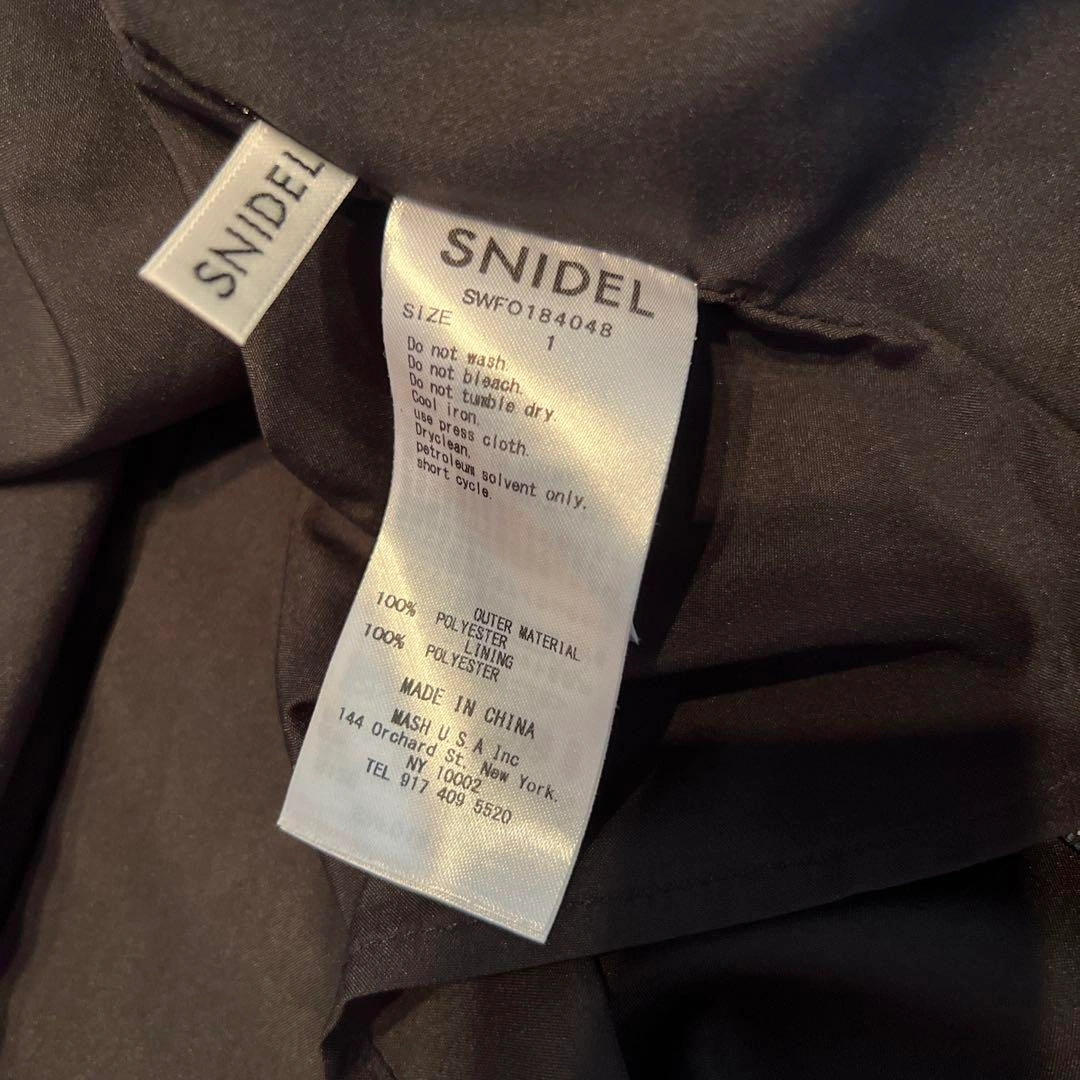 SNIDEL
SNIDEL
SWFO184048
SIZE 1
Do not wash.
Do not bleach.
Do not tumble dry.
Cool iron.
use press cloth.
Dryclean.
petroleum solvent only.
short cycle.
OUTER MATERIAL
100% POLYESTER
LINING
100% POLYESTER
MADE IN CHINA
MASH U.S.A Inc
144 Orchard St. New York.
NY 10002
TEL 917 409 5520